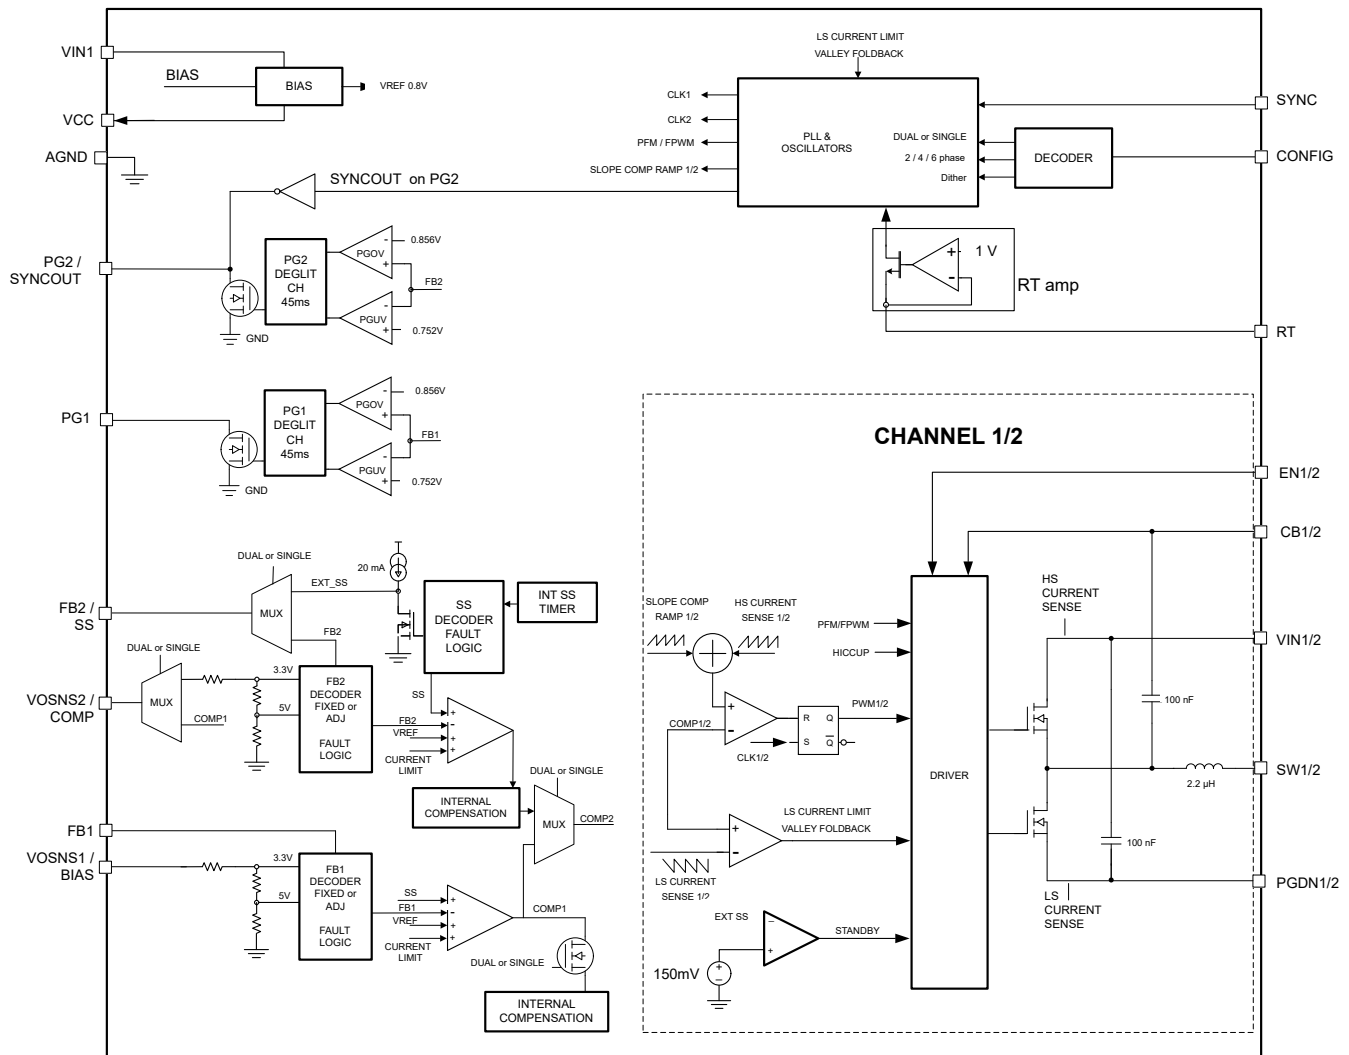 VIN1
BIAS
BIAS
VREF 0.8V
VCC
AGND
SYNCOUT on PG2
LS CURRENT LIMIT
VALLEY FOLDBACK
CLK1
CLK2
PFM / FPWM
SLOPE COMP RAMP 1/2
PLL &
OSCILLATORS
DUAL or SINGLE
2 / 4 / 6 phase
Dither
DECODER
SYNC
CONFIG
+
1 V
-
RT amp
RT
PG2 /
SYNCOUT
PG2
DEGLIT
CH
45ms
-
PGOV
+
0.856V
FB2
-
PGUV
+
0.752V
GND
PG1
PG1
DEGLIT
CH
45ms
-
PGOV
+
0.856V
FB1
-
PGUV
+
0.752V
GND
DUAL or SINGLE
20 mA
EXT_SS
MUX
FB2
FB2 /
SS
SS
DECODER
FAULT
LOGIC
INT SS
TIMER
DUAL or SINGLE
VOSNS2 /
COMP
MUX
COMP1
3.3V
5V
FB2
DECODER
FIXED or
ADJ
FAULT
LOGIC
SS
FB2
VREF
CURRENT
LIMIT
+
-
+
+
INTERNAL
COMPENSATION
DUAL or SINGLE
MUX
COMP2
FB1
VOSNS1 /
BIAS
3.3V
5V
FB1
DECODER
FIXED or
ADJ
FAULT
LOGIC
SS
FB1
VREF
CURRENT
LIMIT
+
-
+
+
COMP1
DUAL or SINGLE
INTERNAL
COMPENSATION
CHANNEL 1/2
EN1/2
CB1/2
VIN1/2
SW1/2
PGDN1/2
SLOPE COMP
RAMP 1/2
HS CURRENT
SENSE 1/2
PFM/FPWM
HICCUP
COMP1/2
+
-
R
Q
S
Q
PWM1/2
CLK1/2
LS CURRENT LIMIT
VALLEY FOLDBACK
+
-
LS CURRENT
SENSE 1/2
EXT SS
-
+
STANDBY
150mV
+
-
DRIVER
HS
CURRENT
SENSE
100 nF
2.2 µH
100 nF
LS
CURRENT
SENSE